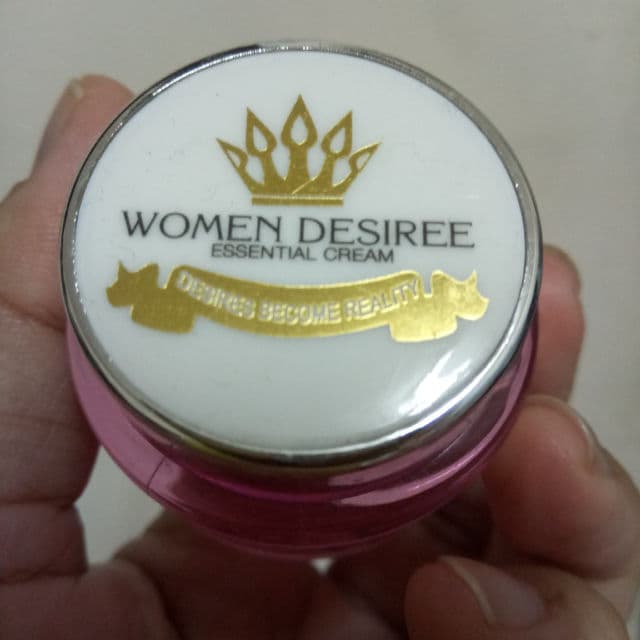 WOMEN DESIREE
ESSENTIAL CREAM
DESIRES BECOME REALITY